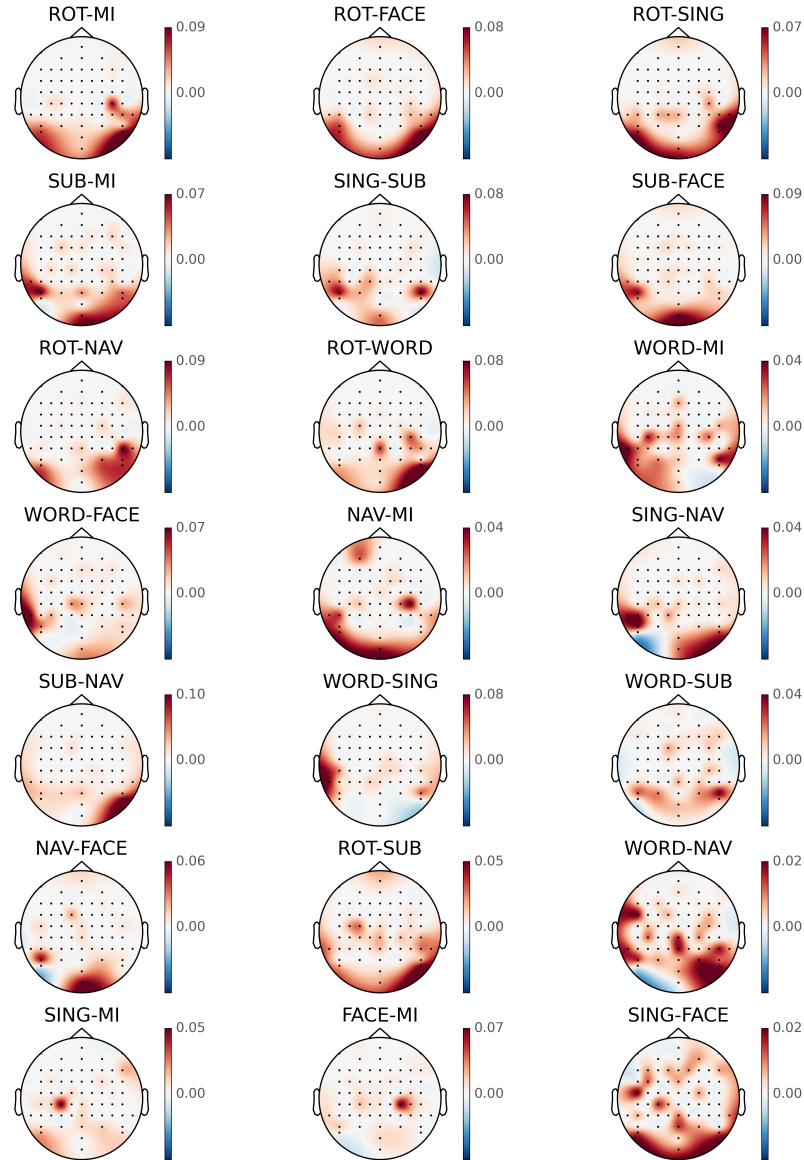 ROT-MI
0.09
0.00
ROT-FACE
0.08
0.00
ROT-SING
0.07
0.00
SUB-MI
0.07
0.00
SING-SUB
0.08
0.00
SUB-FACE
0.09
0.00
ROT-NAV
0.09
0.00
ROT-WORD
0.08
0.00
WORD-MI
0.04
0.00
WORD-FACE
0.07
0.00
NAV-MI
0.04
0.00
SING-NAV
0.04
0.00
SUB-NAV
0.10
0.00
WORD-SING
0.08
0.00
WORD-SUB
0.04
0.00
NAV-FACE
0.06
0.00
ROT-SUB
0.05
0.00
WORD-NAV
0.02
0.00
SING-MI
0.05
0.00
FACE-MI
0.07
0.00
SING-FACE
0.02
0.00